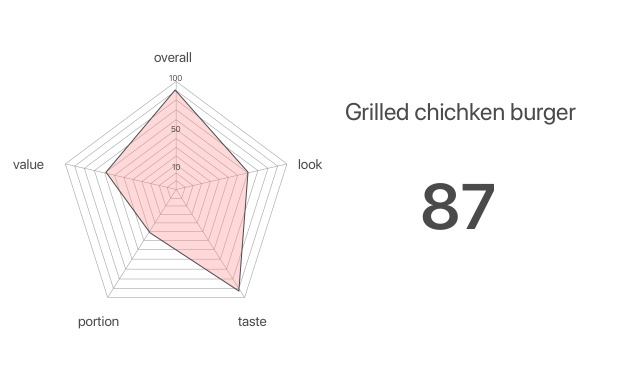 overall
100
50
10
value
look
portion
taste
Grilled chichken burger
87